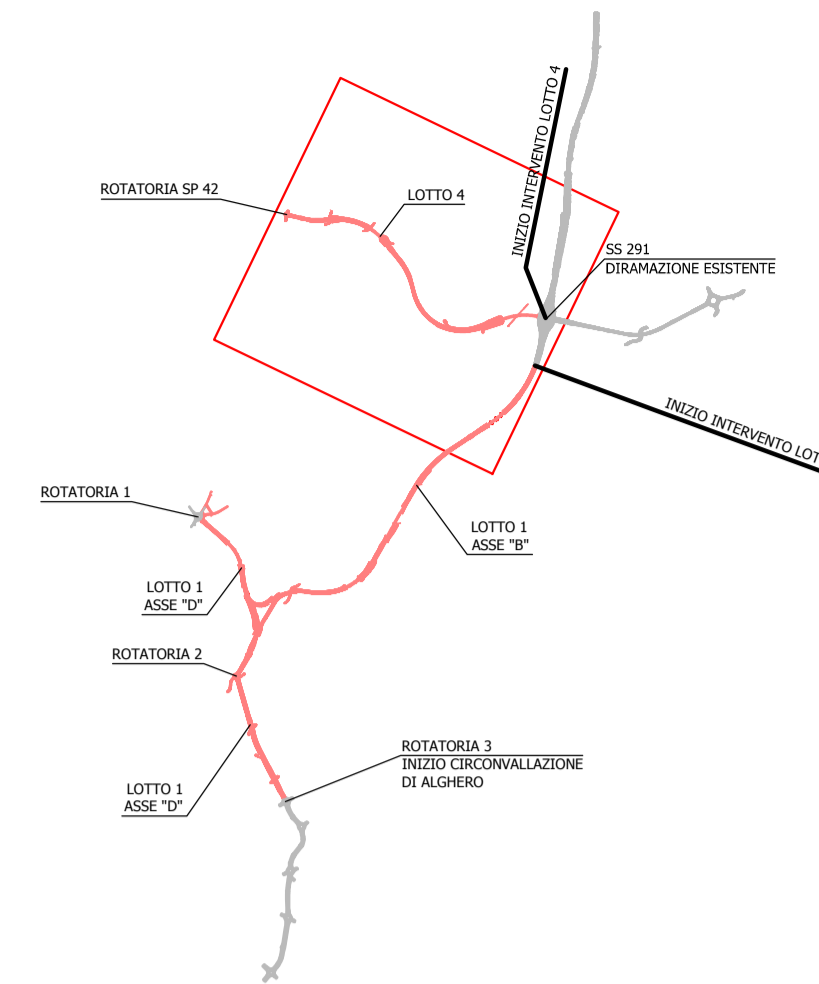 INIZIO INTERVENTO LOTTO 4
ROTATORIA SP 42
LOTTO 4
SS 291
DIRAMAZIONE ESISTENTE
INIZIO INTERVENTO LOT
ROTATORIA 1
LOTTO 1
ASSE "B"
LOTTO 1
ASSE "D"
ROTATORIA 2
ROTATORIA 3
INIZIO CIRCONVALLAZIONE
DI ALGHERO
LOTTO 1
ASSE "D"